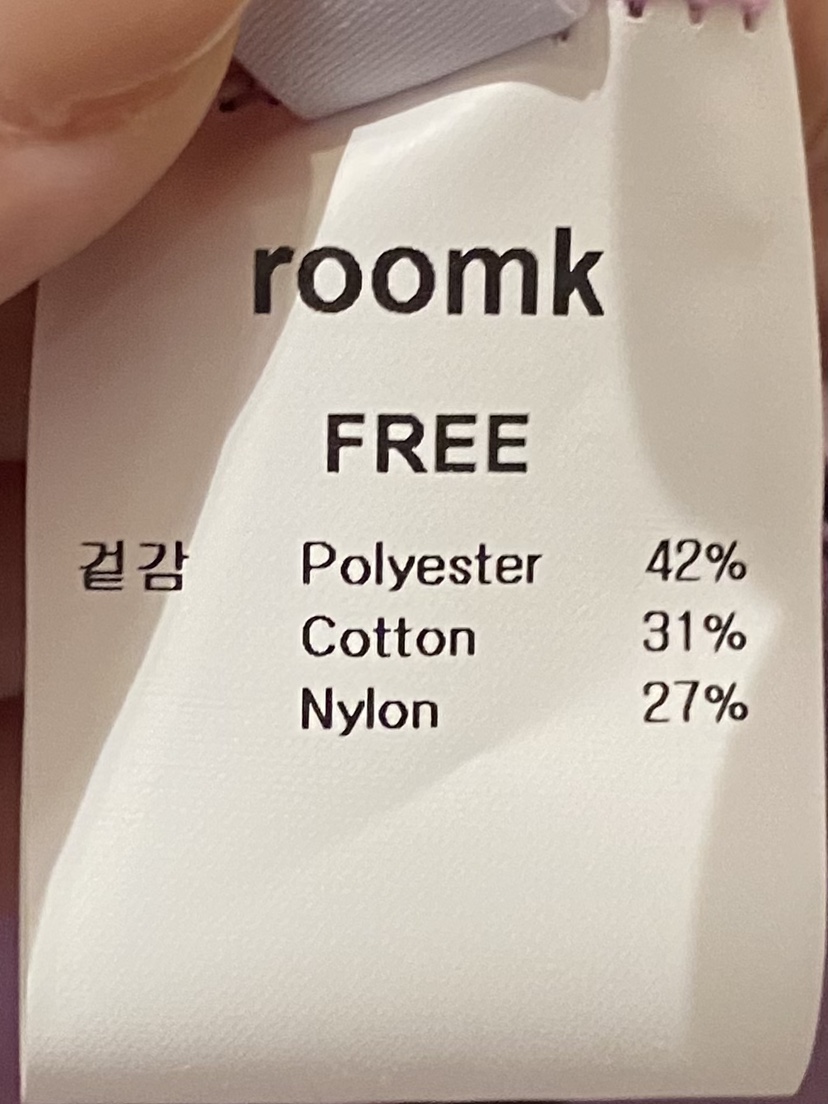 roomk
FREE
겉감 Polyester 42%
Cotton 31%
Nylon 27%